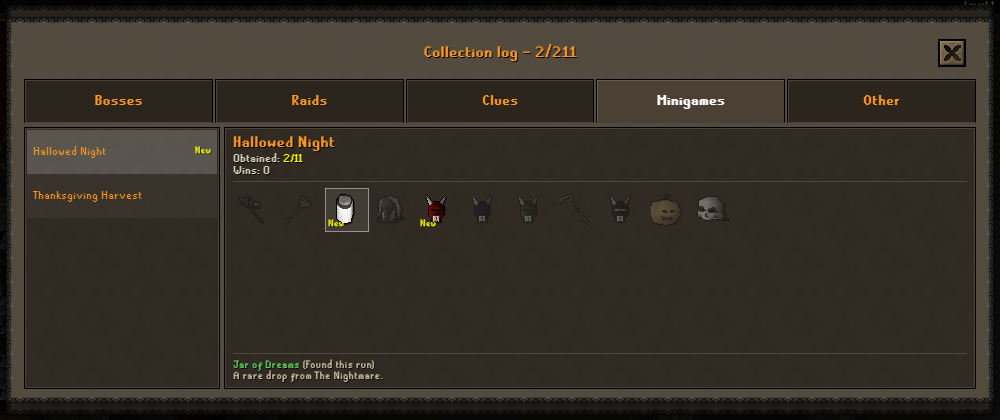 Collection log - 2/211
Bosses
Raids
Clues
Minigames
Other
Hallowed Night
New
Thanksgiving Harvest
Hallowed Night
Obtained: 2/11
Wins: 0
New
New
Jar of Dreams (Found this run)
A rare drop from The Nightmare.